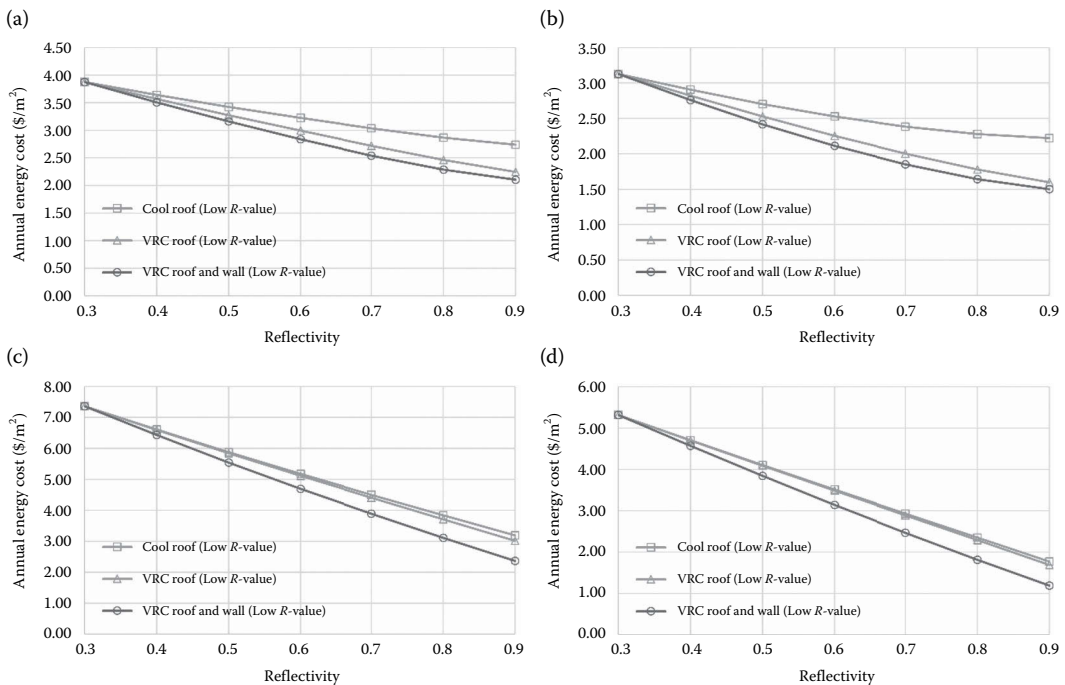 (a)
Annual energy cost ($/m²)
4.50
4.00
3.50
3.00
2.50
2.00
1.50
1.00
0.50
0.00
Cool roof (Low R-value)
VRC roof (Low R-value)
VRC roof and wall (Low R-value)
0.3 0.4 0.5 0.6 0.7 0.8 0.9
Reflectivity
(b)
Annual energy cost ($/m²)
3.50
3.00
2.50
2.00
1.50
1.00
0.50
0.00
Cool roof (Low R-value)
VRC roof (Low R-value)
VRC roof and wall (Low R-value)
0.3 0.4 0.5 0.6 0.7 0.8 0.9
Reflectivity
(c)
Annual energy cost ($/m²)
8.00
7.00
6.00
5.00
4.00
3.00
2.00
1.00
0.00
Cool roof (Low R-value)
VRC roof (Low R-value)
VRC roof and wall (Low R-value)
0.3 0.4 0.5 0.6 0.7 0.8 0.9
Reflectivity
(d)
Annual energy cost ($/m²)
6.00
5.00
4.00
3.00
2.00
1.00
0.00
Cool roof (Low R-value)
VRC roof (Low R-value)
VRC roof and wall (Low R-value)
0.3 0.4 0.5 0.6 0.7 0.8 0.9
Reflectivity